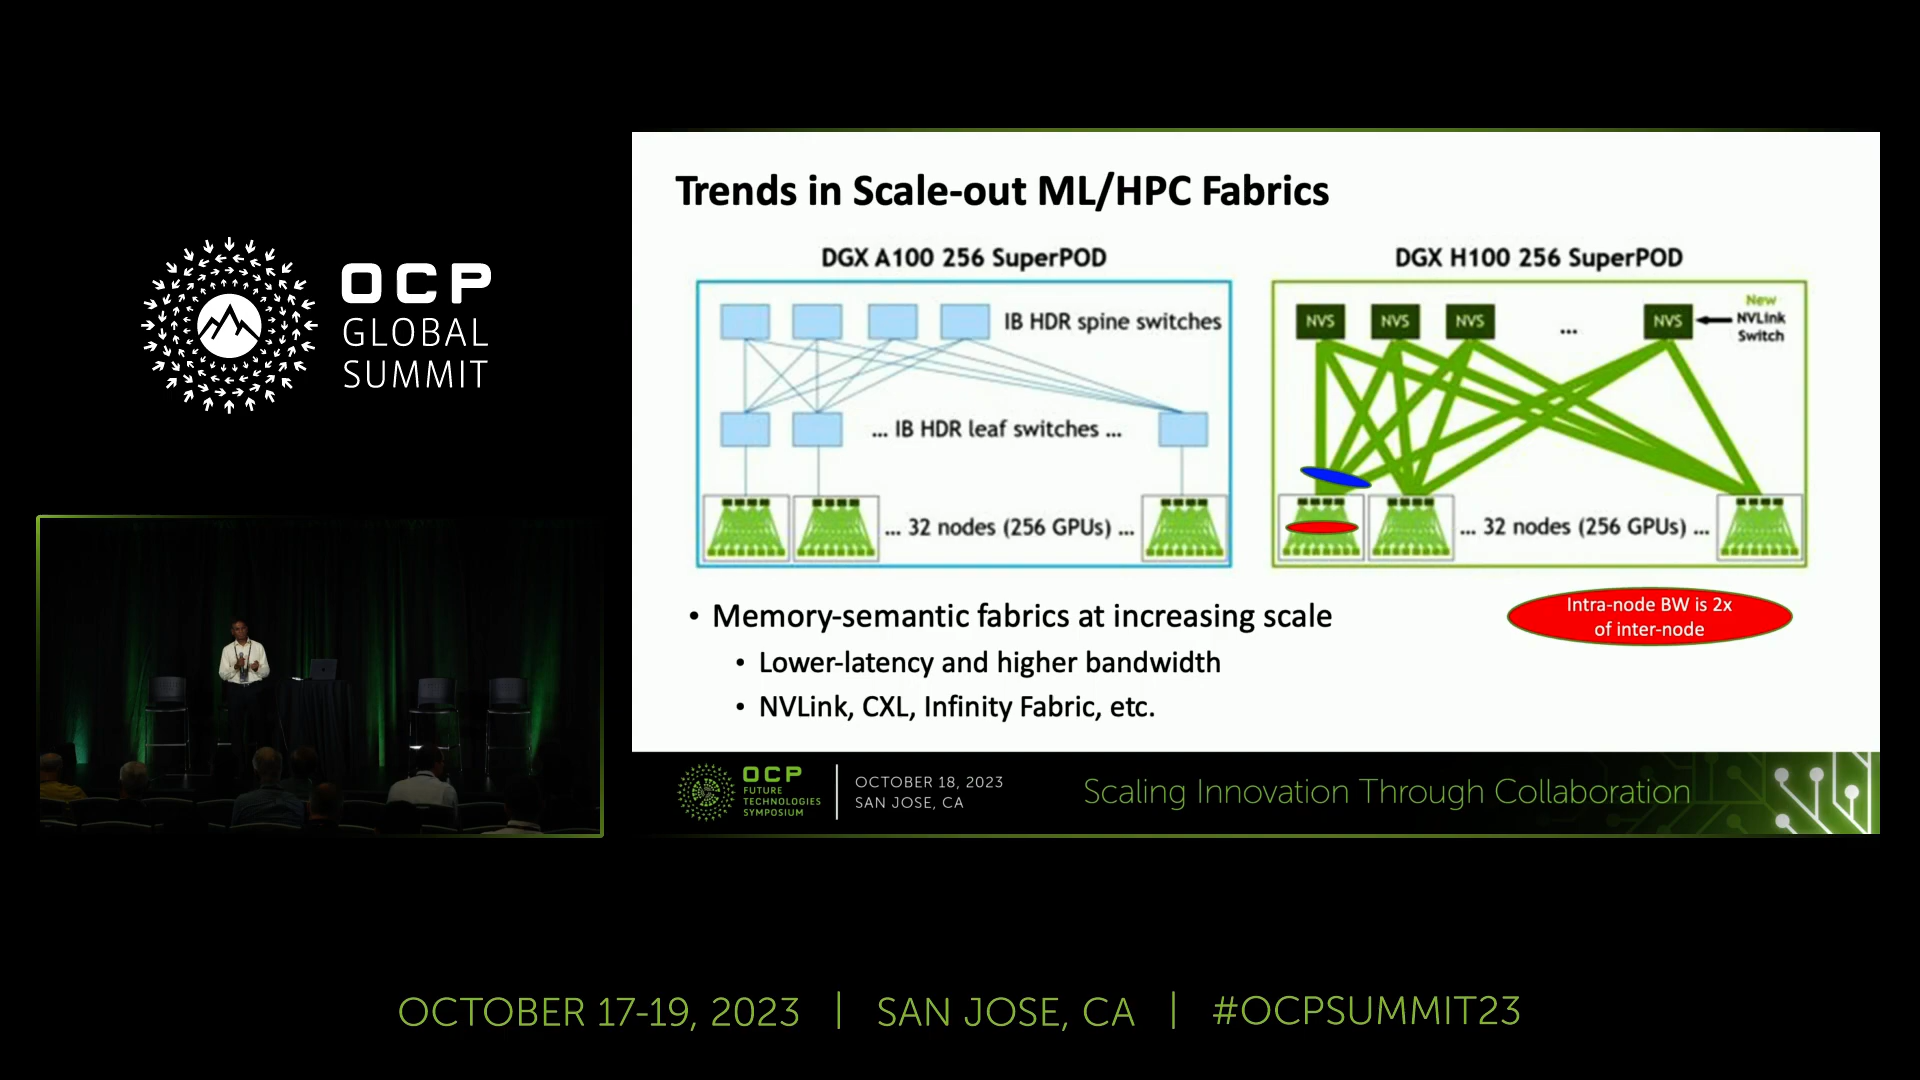 OCP
GLOBAL
SUMMIT
Trends in Scale-out ML/HPC Fabrics
DGX A100 256 SuperPOD
IB HDR spine switches
... IB HDR leaf switches ...
... 32 nodes (256 GPUs) ...
DGX H100 256 SuperPOD
NVS
NVS
NVS
...
NVS
New
NVLink
Switch
... 32 nodes (256 GPUs) ...
• Memory-semantic fabrics at increasing scale
• Lower-latency and higher bandwidth
• NVLink, CXL, Infinity Fabric, etc.
Intra-node BW is 2x
of inter-node
OCP
FUTURE
TECHNOLOGIES
SYMPOSIUM
OCTOBER 18, 2023
SAN JOSE, CA
Scaling Innovation Through Collaboration
OCTOBER 17-19, 2023 | SAN JOSE, CA | #OCPSUMMIT23